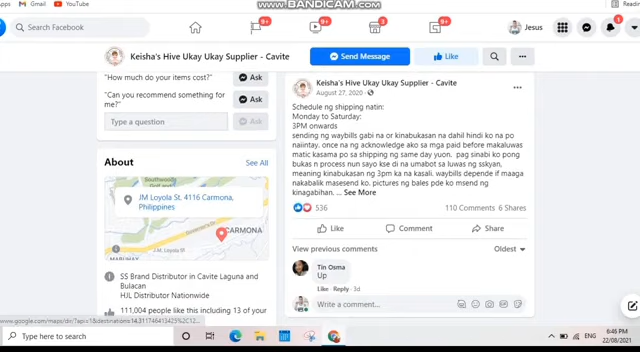 www.BANDICAM.com
Gmail
YouTube
Search Facebook
9+
9+
3
9+
Jesus
1
Keisha's Hive Ukay Ukay Supplier - Cavite
Send Message
Like
"How much do your items cost?"
Ask
"Can you recommend something for
me?"
Ask
Type a question
Ask
About
See All
JM Loyola St. 4116 Carmona,
Philippines
CARMONA
J.M. Loyola St.
SS Brand Distributor in Cavite Laguna and
Bulacan
HJL Distributor Nationwide
111,004 people like this including 13 of your
Keisha's Hive Ukay Ukay Supplier - Cavite
August 27, 2020
Schedule ng shipping natin:
Monday to Saturday:
3PM onwards
sending ng waybills gabi na or kinabukasan na dahil hindi ko na po
naiintay. once na ng acknowledge ako sa mga paid before makaluwas
matic kasama po sa shipping ng same day yuon. pag sinabi ko pong
bukas n process nun sayo kse di na umabot sa luwas ng sskyan,
meaning kinabukasan ng 3pm ka na kasali. waybills depende if maaga
nakabalik masesend ko. pictures ng bales pde ko msend ng
kinagabihan. ... See More
536
110 Comments 6 Shares
Like
Comment
Share
View previous comments
Oldest
Tin Osma
Up
Like Reply 3d
Write a comment...
Type here to search
6:46 PM
22/08/2021